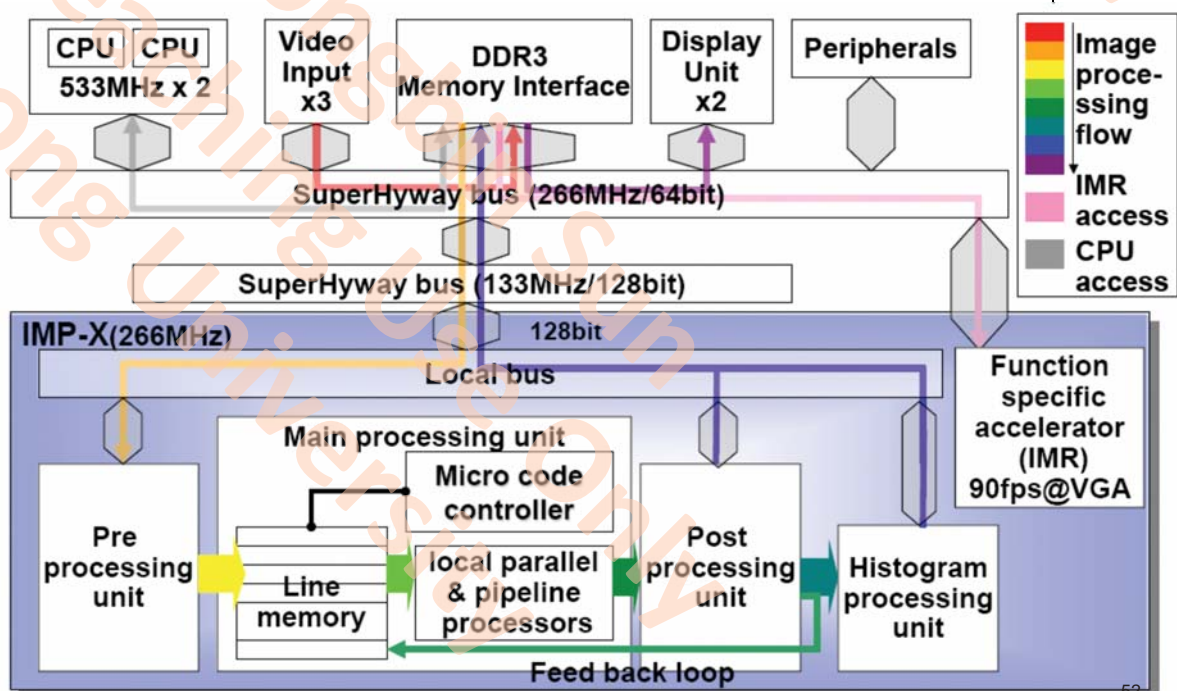 CPU CPU
533MHz x 2
Video
Input
x3
DDR3
Memory Interface
Display
Unit
x2
Peripherals
Image
proce-
ssing
flow
IMR
access
CPU
access
SuperHyway bus (266MHz/64bit)
SuperHyway bus (133MHz/128bit)
IMP-X(266MHz)
128bit
Local bus
Function
specific
accelerator
(IMR)
90fps@VGA
Main processing unit
Micro code
controller
Pre
processing
unit
Line
memory
local parallel
& pipeline
processors
Post
processing
unit
Histogram
processing
unit
Feed back loop